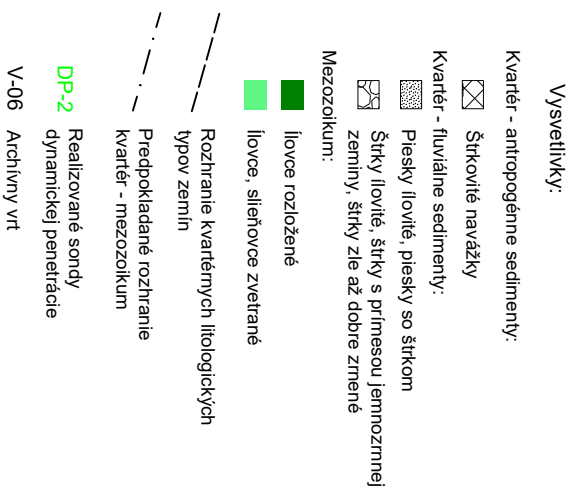 Vysvetlivky:
Kvartér - antropogénne sedimenty:
Štrkovité navážky
Kvartér - fluviálne sedimenty:
Piesky ílovité, piesky so štrkom
Štrky ílovité, štrky s prímesou jemnozrnnej
zeminy, štrky zle až dobre zrnené
Mezozoikum:
Ílovce rozložené
Ílovce, slieňovce zvetrané
Rozhranie kvartérnych litologických
typov zemín
Predpokladané rozhranie
kvartér - mezozoikum
DP-2 Realizované sondy
dynamickej penetrácie
V-06 Archívny vrt